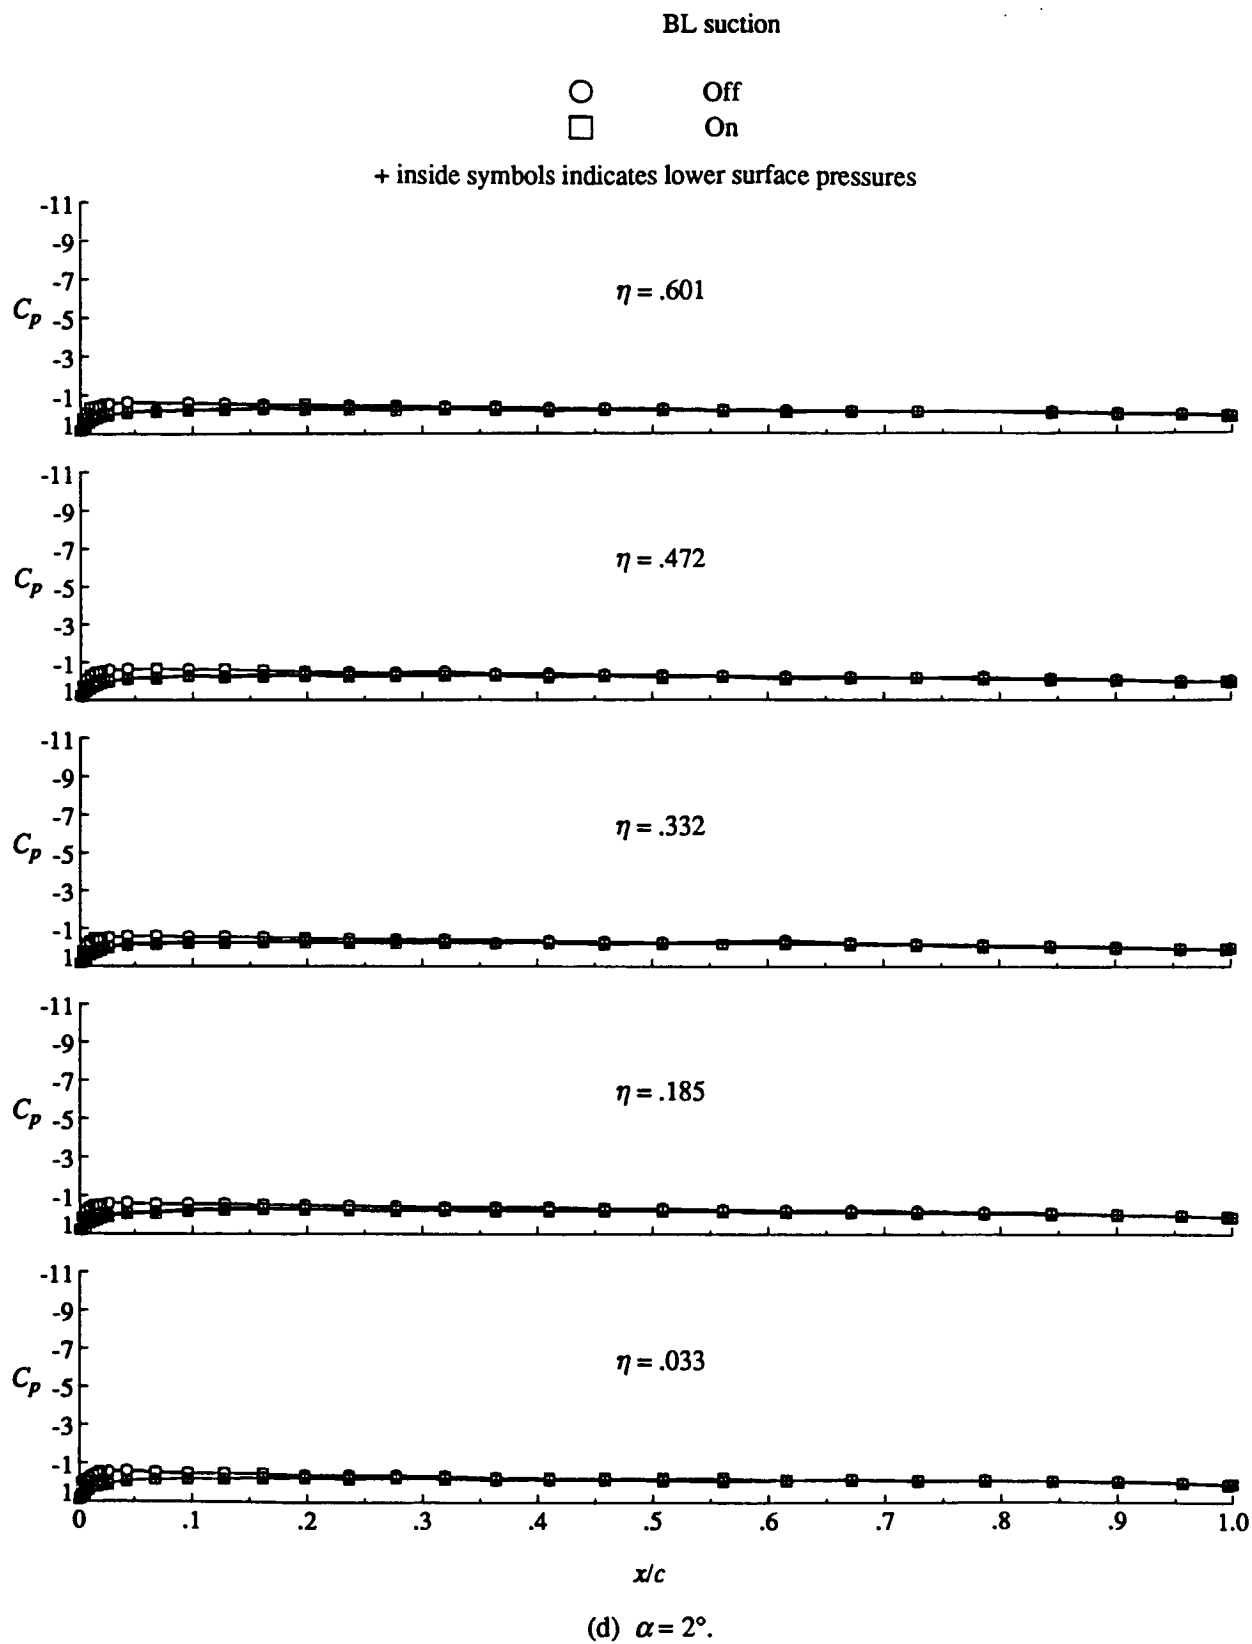 BL suction
Off
On
+ inside symbols indicates lower surface pressures
-11
-9
-7
C_p -5
-3
-1
1
η = .601
-11
-9
-7
C_p -5
-3
-1
1
η = .472
-11
-9
-7
C_p -5
-3
-1
1
η = .332
-11
-9
-7
C_p -5
-3
-1
1
η = .185
-11
-9
-7
C_p -5
-3
-1
1
η = .033
0 .1 .2 .3 .4 .5 .6 .7 .8 .9 1.0
x/c
(d) α = 2°.